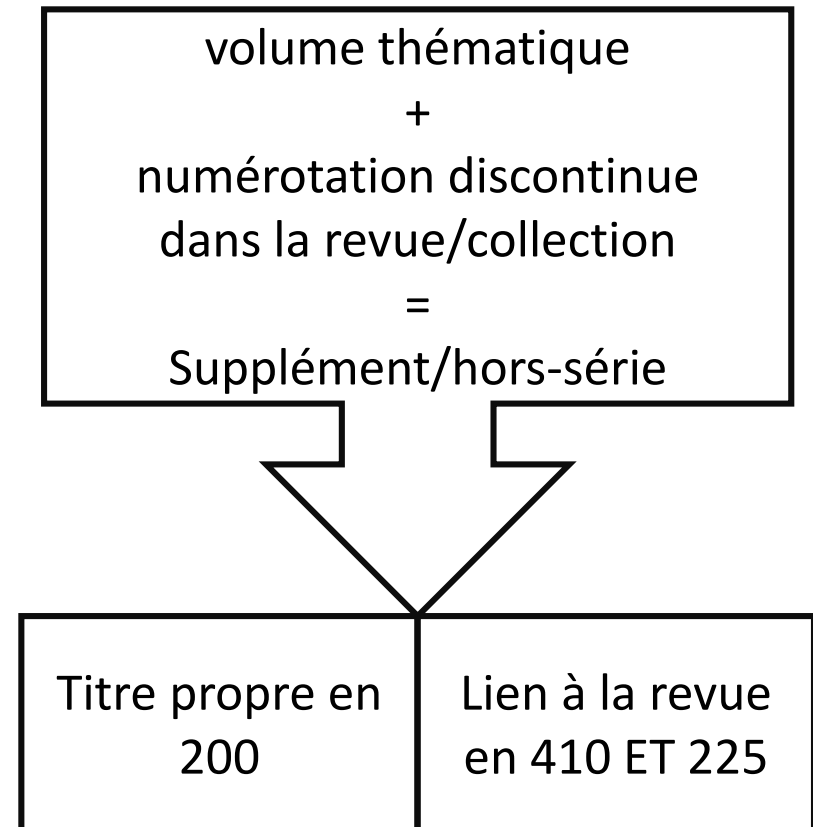 volume thématique
+
numérotation discontinue
dans la revue/collection
=
Supplément/hors-série
Titre propre en
200
Lien à la revue
en 410 ET 225